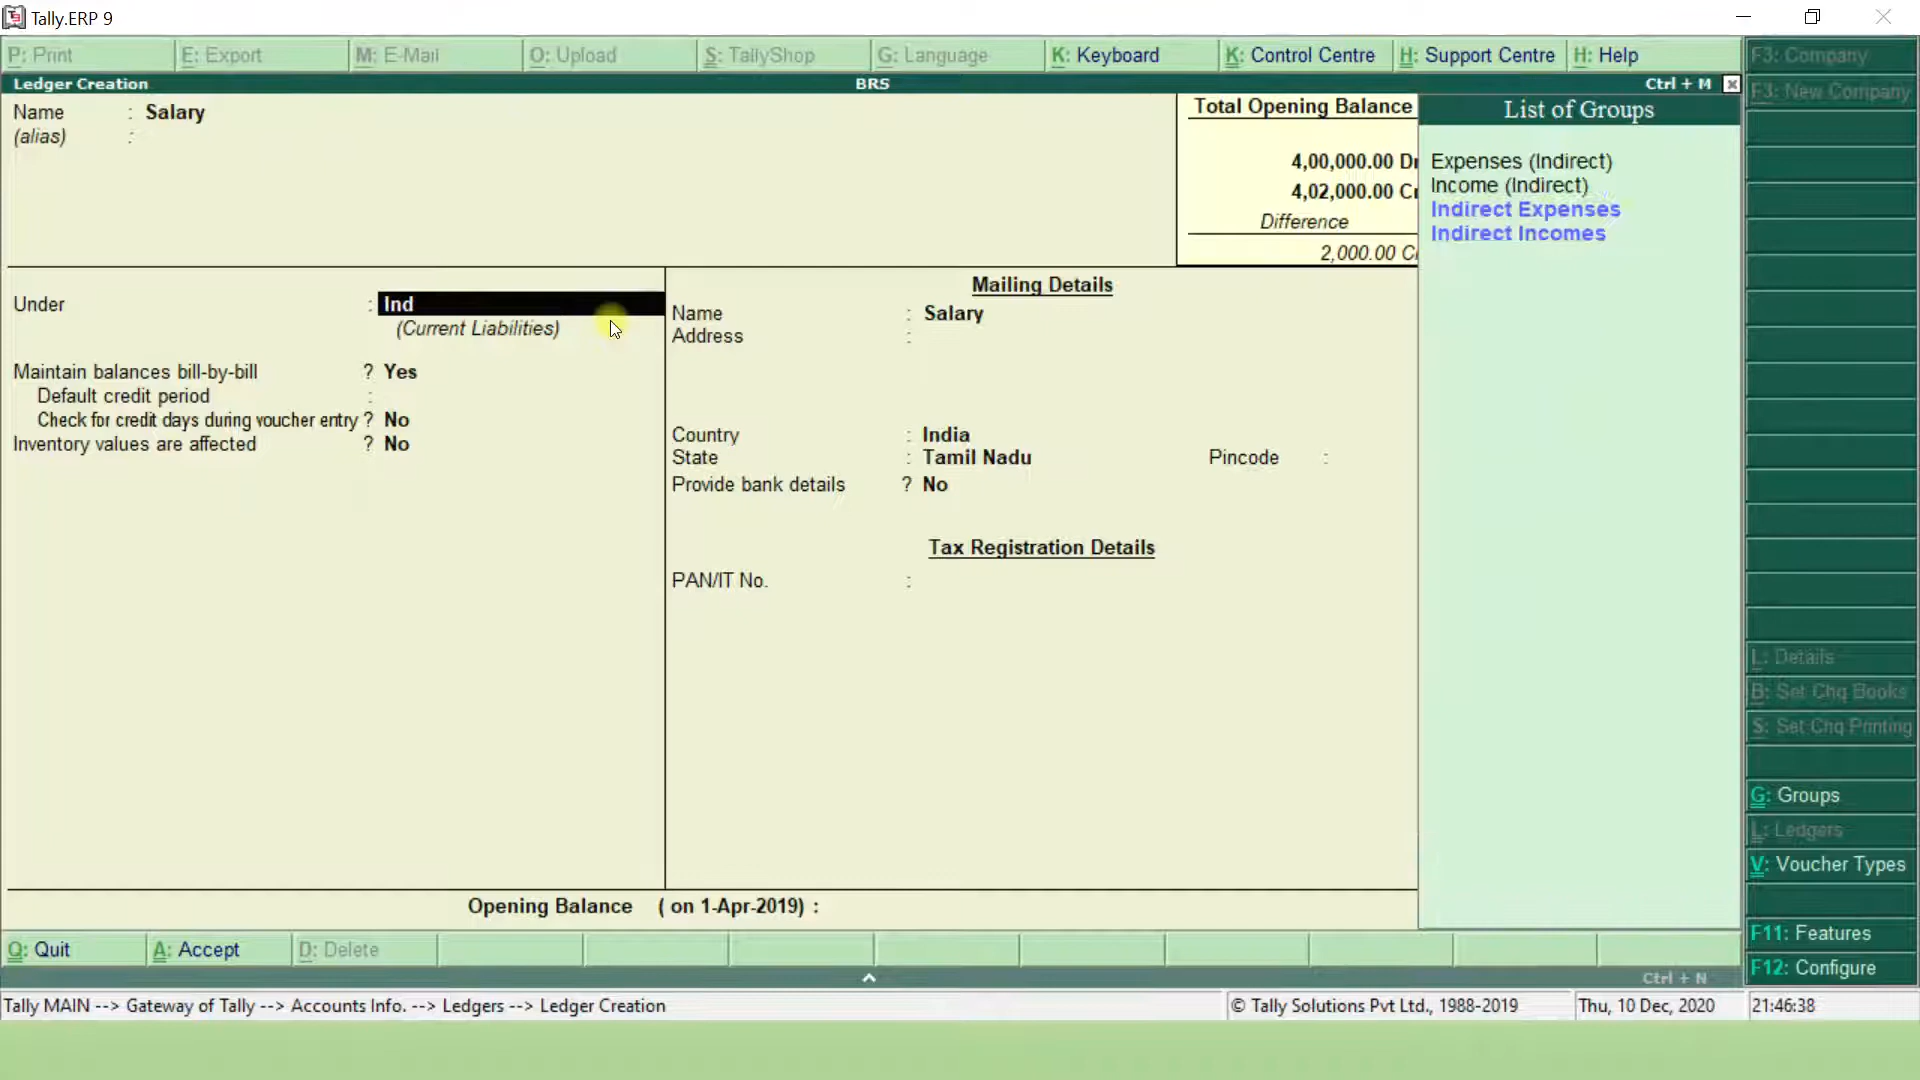 Tally.ERP 9
P: Print
E: Export
M: E-Mail
O: Upload
S: TallyShop
G: Language
K: Keyboard
K: Control Centre
H: Support Centre
H: Help
F3: Company
F3: New Company
Ledger Creation
BRS
Ctrl + M
Name : Salary
(alias) :
Total Opening Balance
4,00,000.00 Dr
4,02,000.00 Cr
Difference
2,000.00 Cr
List of Groups
Expenses (Indirect)
Income (Indirect)
Indirect Expenses
Indirect Incomes
Under : Ind
(Current Liabilities)
Maintain balances bill-by-bill ? Yes
Default credit period :
Check for credit days during voucher entry ? No
Inventory values are affected ? No
Mailing Details
Name : Salary
Address :
Country : India
State : Tamil Nadu Pincode :
Provide bank details ? No
Tax Registration Details
PAN/IT No. :
L: Details
B: Set Chq Books
S: Set Chq Printing
G: Groups
L: Ledgers
V: Voucher Types
F11: Features
F12: Configure
Opening Balance ( on 1-Apr-2019) :
Q: Quit
A: Accept
D: Delete
Ctrl + N
Tally MAIN --> Gateway of Tally --> Accounts Info. --> Ledgers --> Ledger Creation
© Tally Solutions Pvt Ltd., 1988-2019
Thu, 10 Dec, 2020
21:46:38